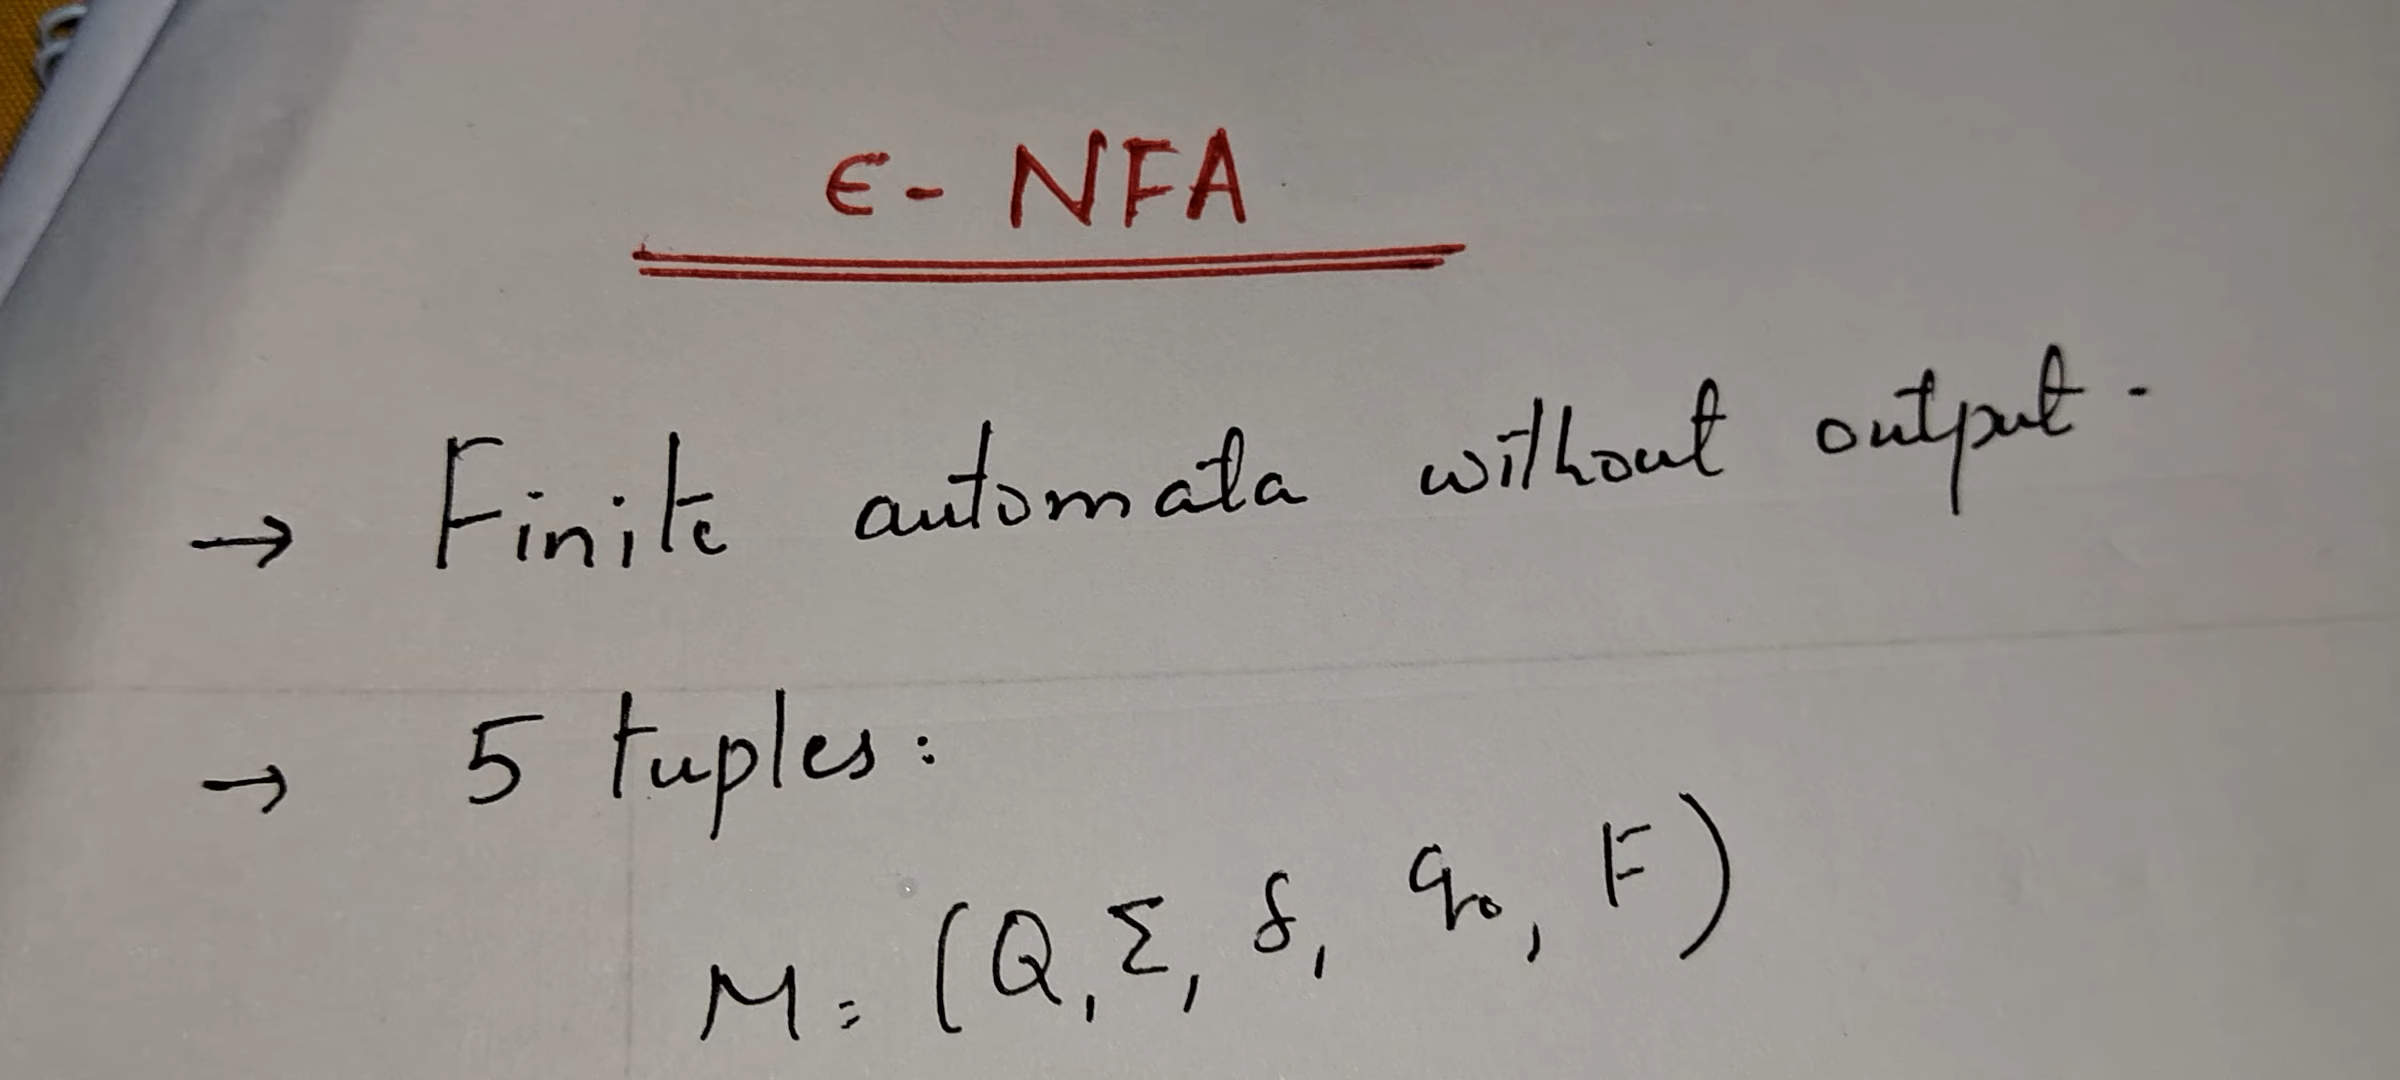 ϵ- NFA
→ Finite automata without output.
→ 5 tuples:
M = (Q, Σ, δ, q₀, F)